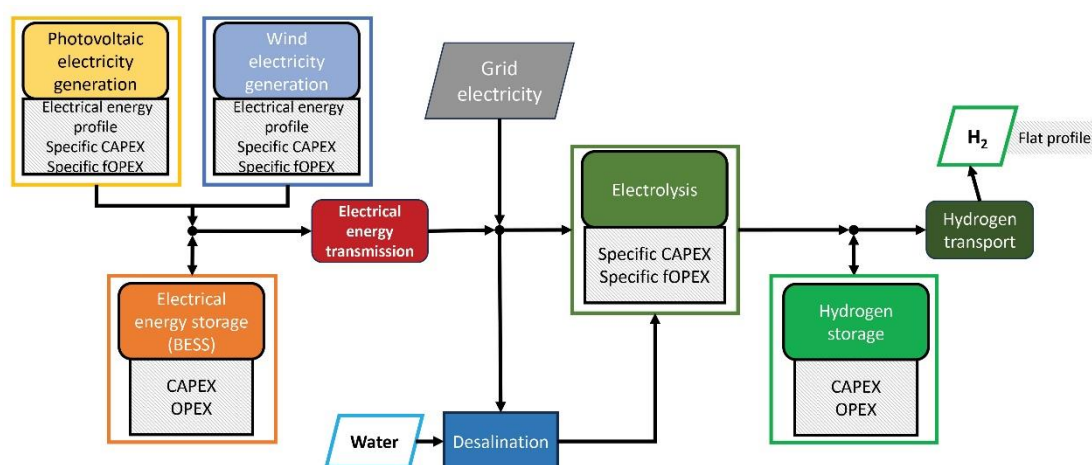 Photovoltaic
electricity
generation
Electrical energy
profile
Specific CAPEX
Specific fOPEX
Wind
electricity
generation
Electrical energy
profile
Specific CAPEX
Specific fOPEX
Grid
electricity
Electrical
energy
transmission
Electrolysis
Specific CAPEX
Specific fOPEX
H₂
Flat profile
Hydrogen
transport
Electrical
energy storage
(BESS)
CAPEX
OPEX
Hydrogen
storage
CAPEX
OPEX
Water
Desalination